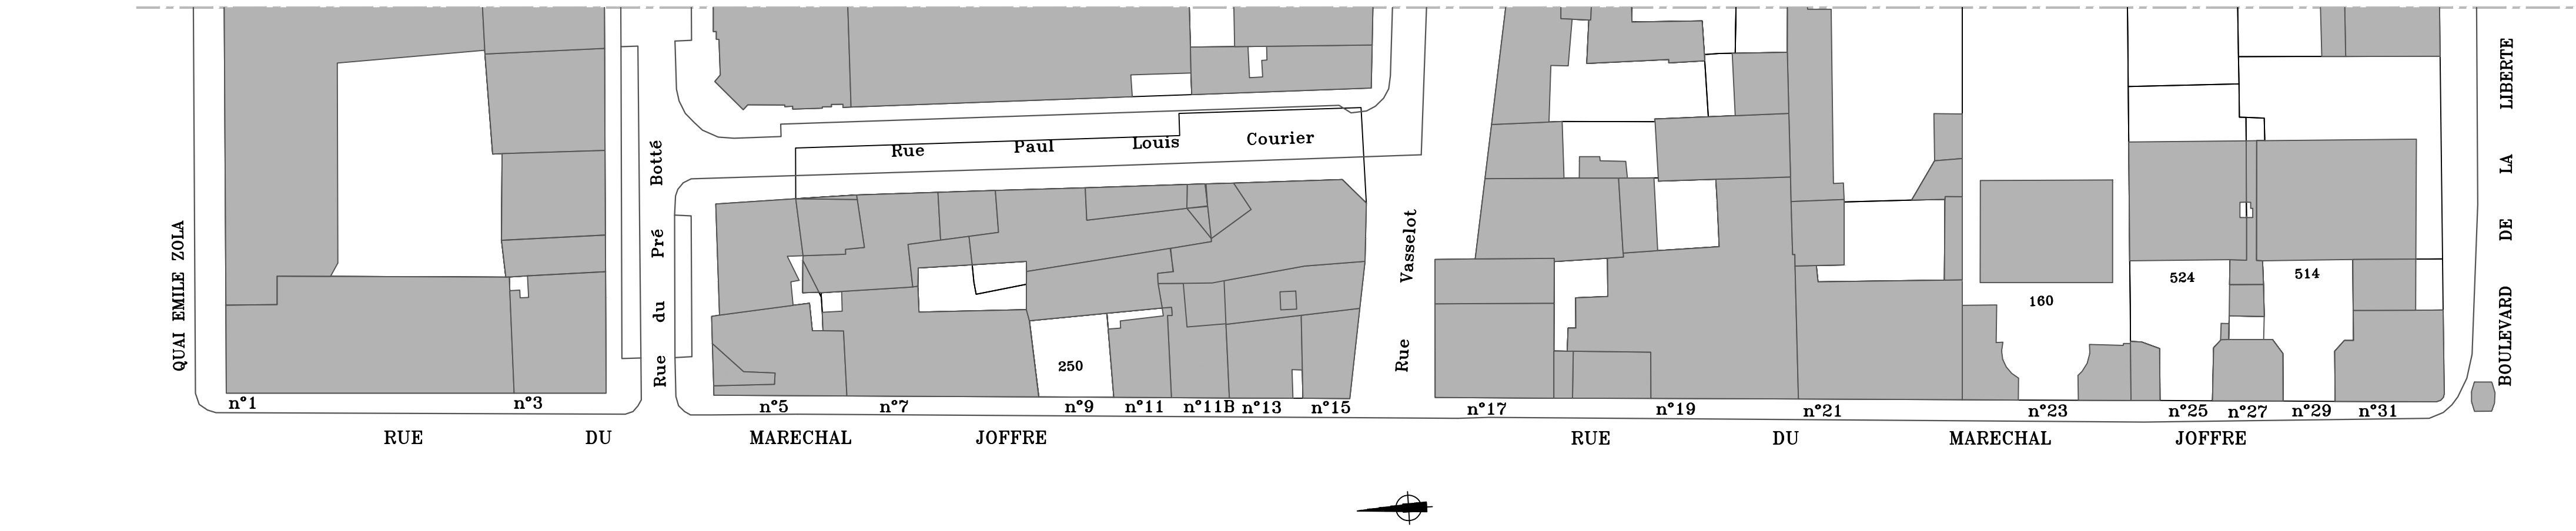 QUAI EMILE ZOLA
Rue du Pré Botté
Rue Paul Louis Courier
Rue Vasselot
BOULEVARD DE LA LIBERTE
250
160
524
514
n°1 n°3 n°5 n°7 n°9 n°11 n°11B n°13 n°15 n°17 n°19 n°21 n°23 n°25 n°27 n°29 n°31
RUE DU MARECHAL JOFFRE RUE DU MARECHAL JOFFRE